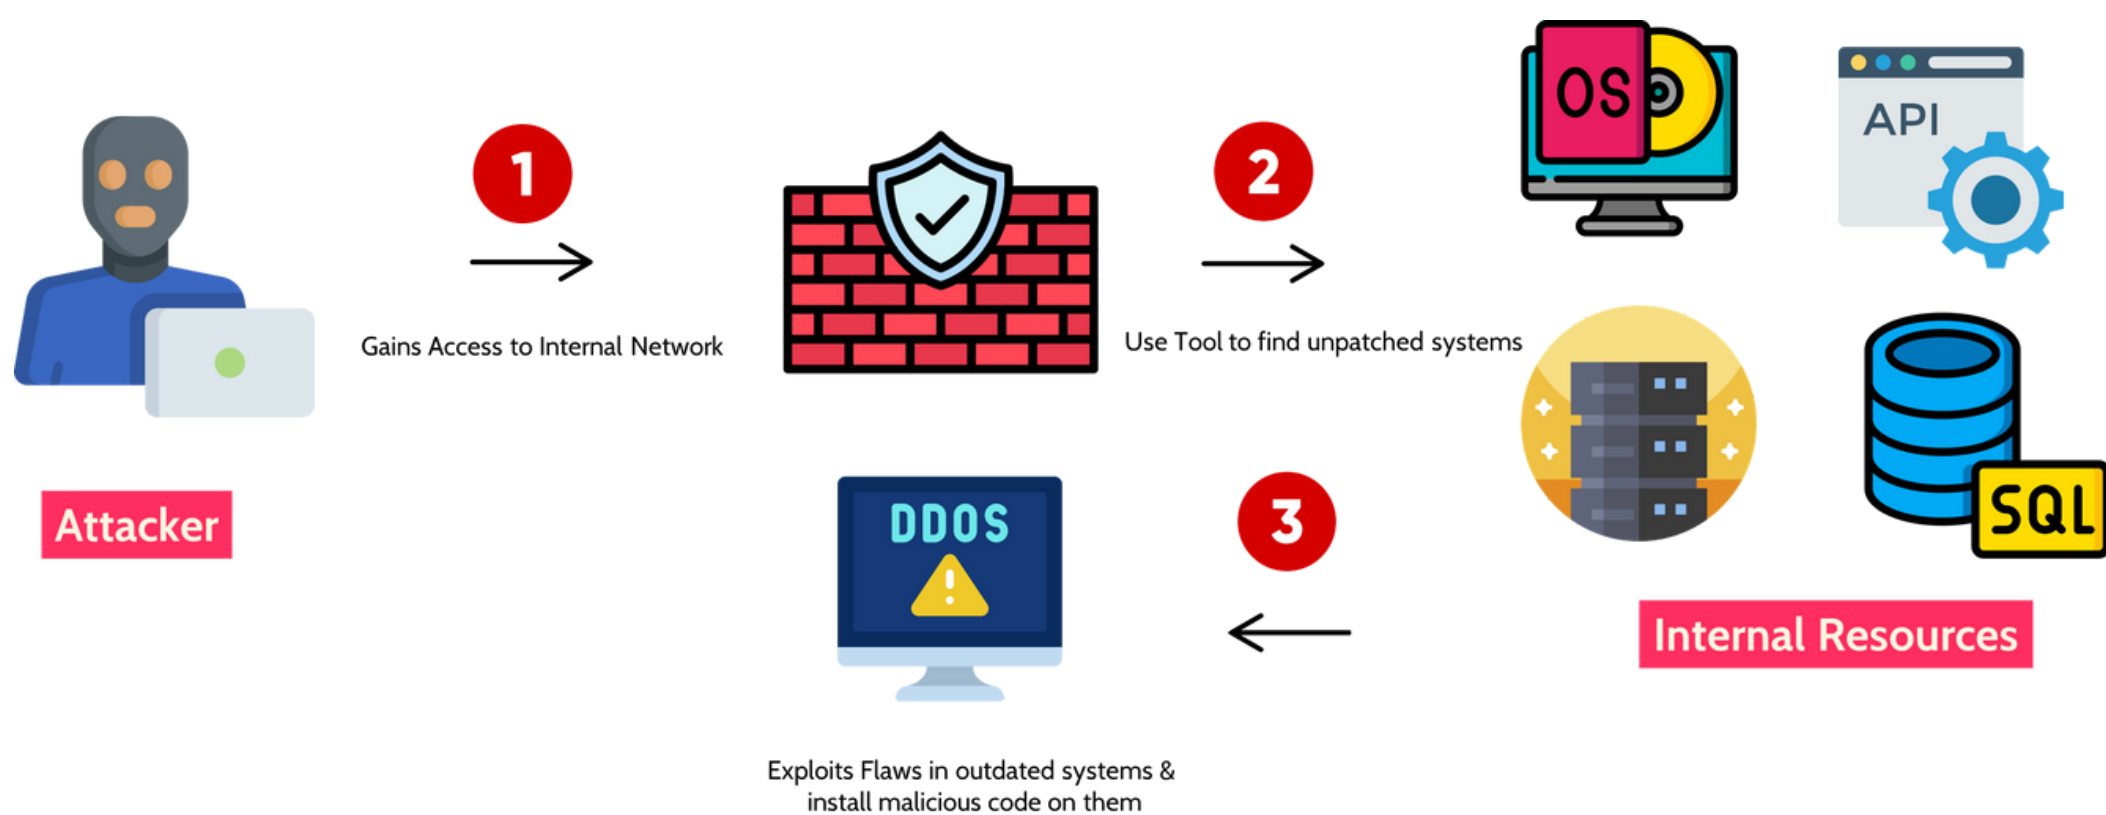 OS
API
1
2
Gains Access to Internal Network
Use Tool to find unpatched systems
Attacker
DDOS
3
SQL
Internal Resources
Exploits Flaws in outdated systems &
install malicious code on them